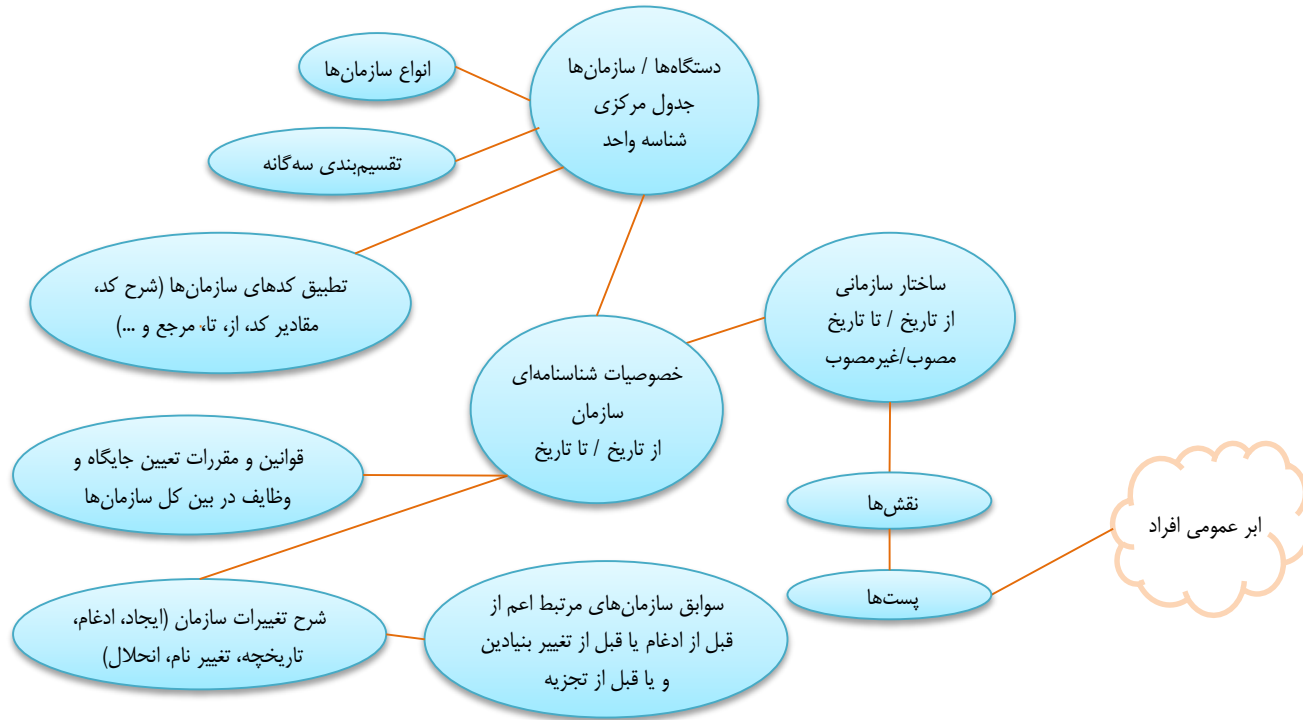 دستگاه‌ها / سازمان‌ها
جدول مرکزی
شناسه واحد
انواع سازمان‌ها
تقسیم‌بندی سه‌گانه
تطبیق کدهای سازمان‌ها (شرح کد،
مقادیر کد، از، تا، مرجع و ...)
ساختار سازمانی
از تاریخ / تا تاریخ
مصوب/غیرمصوب
خصوصیات شناسنامه‌ای
سازمان
از تاریخ / تا تاریخ
قوانین و مقررات تعیین جایگاه و
وظایف در بین کل سازمان‌ها
نقش‌ها
ابر عمومی افراد
پست‌ها
شرح تغییرات سازمان (ایجاد، ادغام،
تاریخچه، تغییر نام، انحلال)
سوابق سازمان‌های مرتبط اعم از
قبل از ادغام یا قبل از تغییر بنیادین
و یا قبل از تجزیه